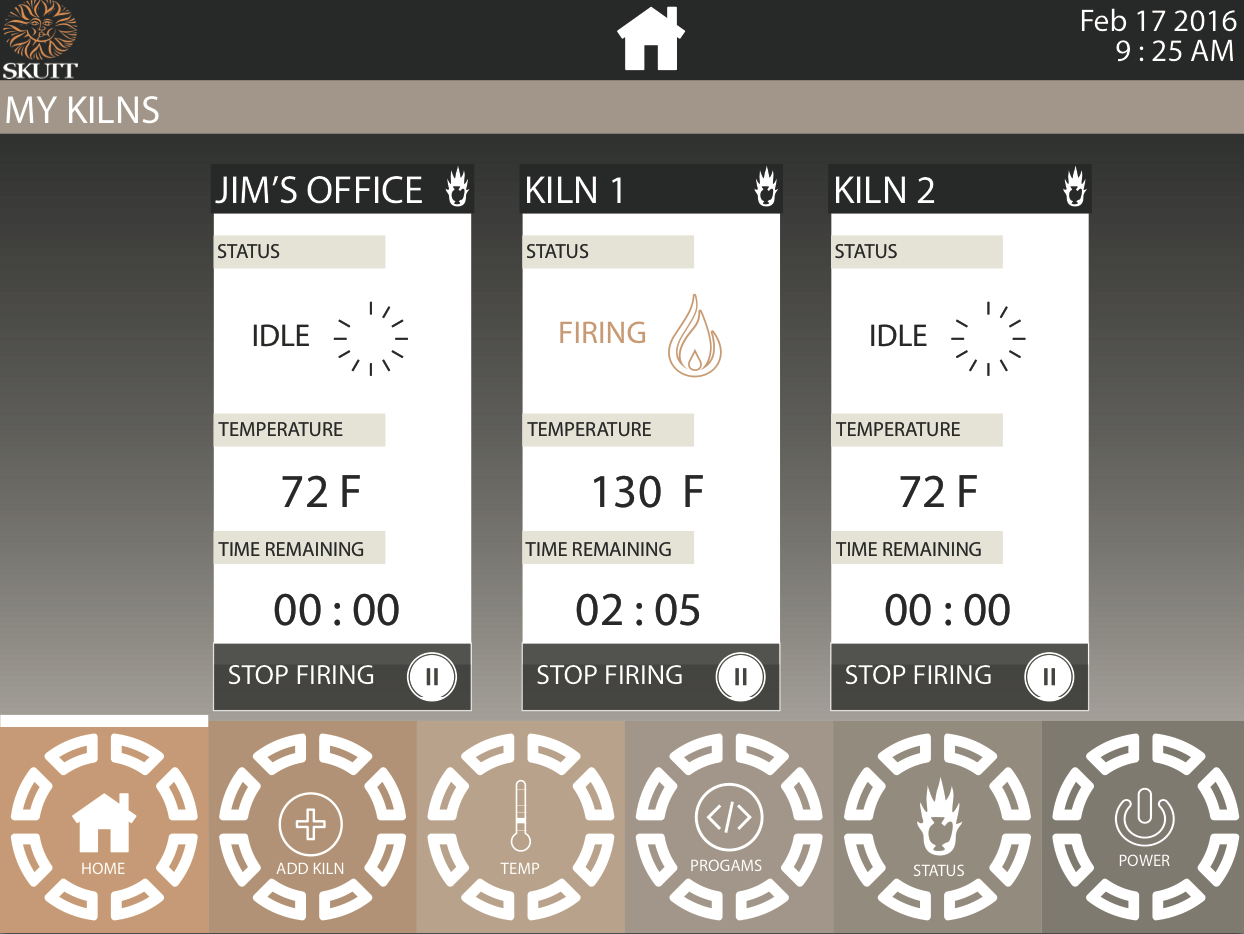 SKUTT
Feb 17 2016
9 : 25 AM
MY KILNS
JIM’S OFFICE
STATUS
IDLE
TEMPERATURE
72 F
TIME REMAINING
00 : 00
STOP FIRING
KILN 1
STATUS
FIRING
TEMPERATURE
130 F
TIME REMAINING
02 : 05
STOP FIRING
KILN 2
STATUS
IDLE
TEMPERATURE
72 F
TIME REMAINING
00 : 00
STOP FIRING
HOME
ADD KILN
TEMP
PROGAMS
STATUS
POWER